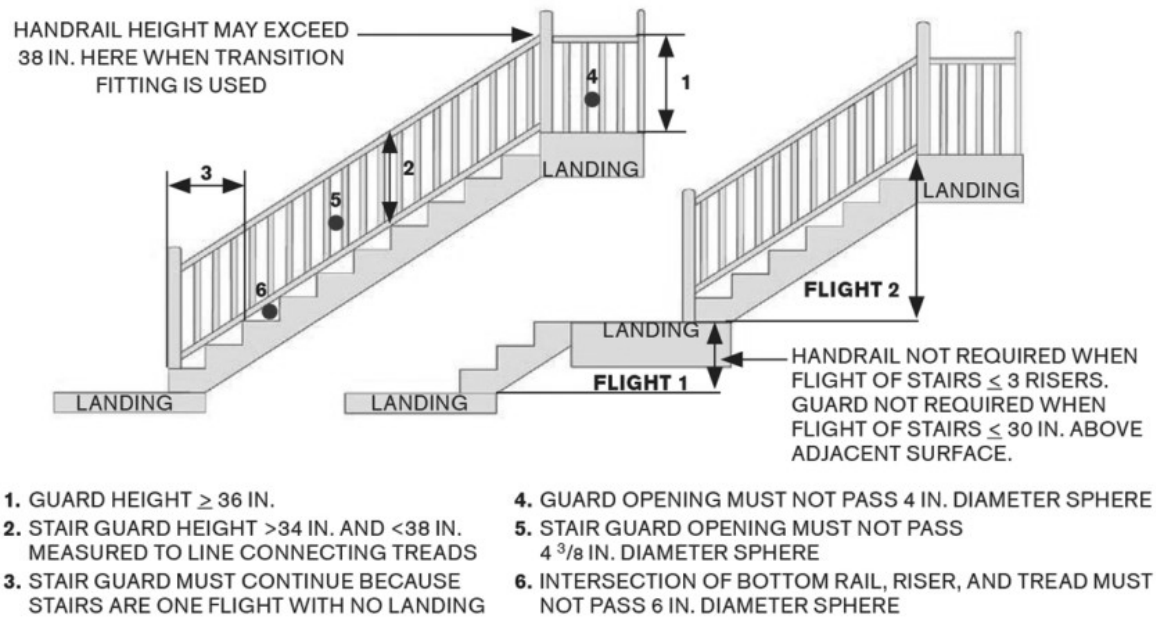 HANDRAIL HEIGHT MAY EXCEED
38 IN. HERE WHEN TRANSITION
FITTING IS USED
4
1
3
2
LANDING
5
LANDING
6
FLIGHT 2
LANDING
HANDRAIL NOT REQUIRED WHEN
FLIGHT OF STAIRS ≤ 3 RISERS.
GUARD NOT REQUIRED WHEN
FLIGHT OF STAIRS ≤ 30 IN. ABOVE
ADJACENT SURFACE.
FLIGHT 1
LANDING
LANDING
1. GUARD HEIGHT ≥ 36 IN.
2. STAIR GUARD HEIGHT >34 IN. AND <38 IN.
MEASURED TO LINE CONNECTING TREADS
3. STAIR GUARD MUST CONTINUE BECAUSE
STAIRS ARE ONE FLIGHT WITH NO LANDING
4. GUARD OPENING MUST NOT PASS 4 IN. DIAMETER SPHERE
5. STAIR GUARD OPENING MUST NOT PASS
4 3/8 IN. DIAMETER SPHERE
6. INTERSECTION OF BOTTOM RAIL, RISER, AND TREAD MUST
NOT PASS 6 IN. DIAMETER SPHERE